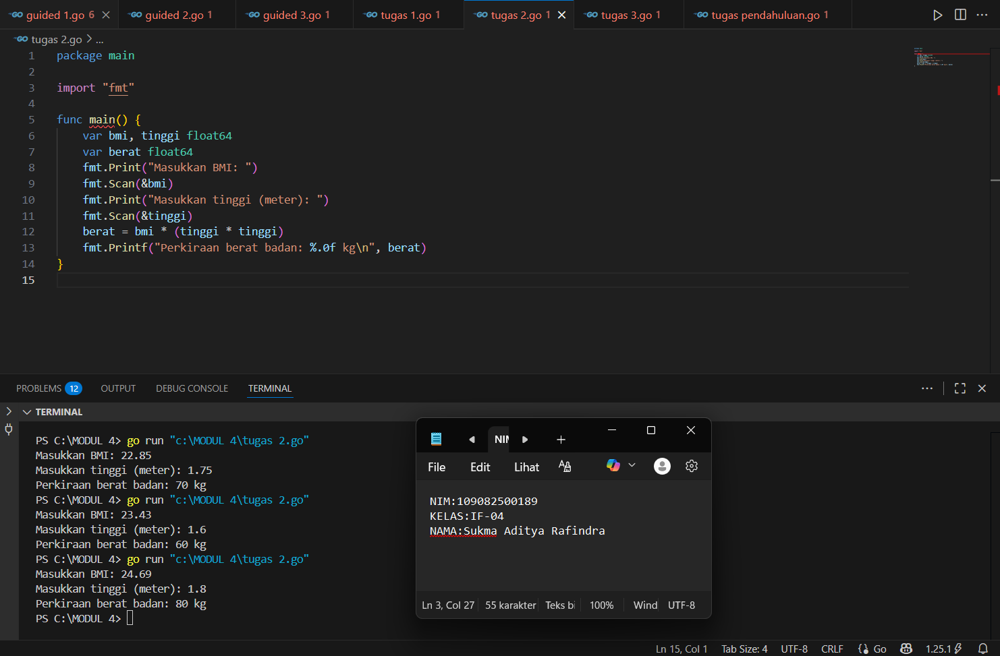 guided 1.go 6
guided 2.go 1
guided 3.go 1
tugas 1.go 1
tugas 2.go 1
tugas 3.go 1
tugas pendahuluan.go 1
tugas 2.go > ...
1 package main
2
3 import "fmt"
4
5 func main() {
6 var bmi, tinggi float64
7 var berat float64
8 fmt.Print("Masukkan BMI: ")
9 fmt.Scan(&bmi)
10 fmt.Print("Masukkan tinggi (meter): ")
11 fmt.Scan(&tinggi)
12 berat = bmi * (tinggi * tinggi)
13 fmt.Printf("Perkiraan berat badan: %.0f kg\n", berat)
14 }
15
PROBLEMS 12 OUTPUT DEBUG CONSOLE TERMINAL
TERMINAL
PS C:\MODUL 4> go run "c:\MODUL 4\tugas 2.go"
Masukkan BMI: 22.85
Masukkan tinggi (meter): 1.75
Perkiraan berat badan: 70 kg
PS C:\MODUL 4> go run "c:\MODUL 4\tugas 2.go"
Masukkan BMI: 23.43
Masukkan tinggi (meter): 1.6
Perkiraan berat badan: 60 kg
PS C:\MODUL 4> go run "c:\MODUL 4\tugas 2.go"
Masukkan BMI: 24.69
Masukkan tinggi (meter): 1.8
Perkiraan berat badan: 80 kg
PS C:\MODUL 4>
NIM
File Edit Lihat
NIM:109082500189
KELAS:IF-04
NAMA:Sukma Aditya Rafindra
Ln 3, Col 27 55 karakter Teks bi 100% Wind UTF-8
Ln 15, Col 1 Tab Size: 4 UTF-8 CRLF Go 1.25.1